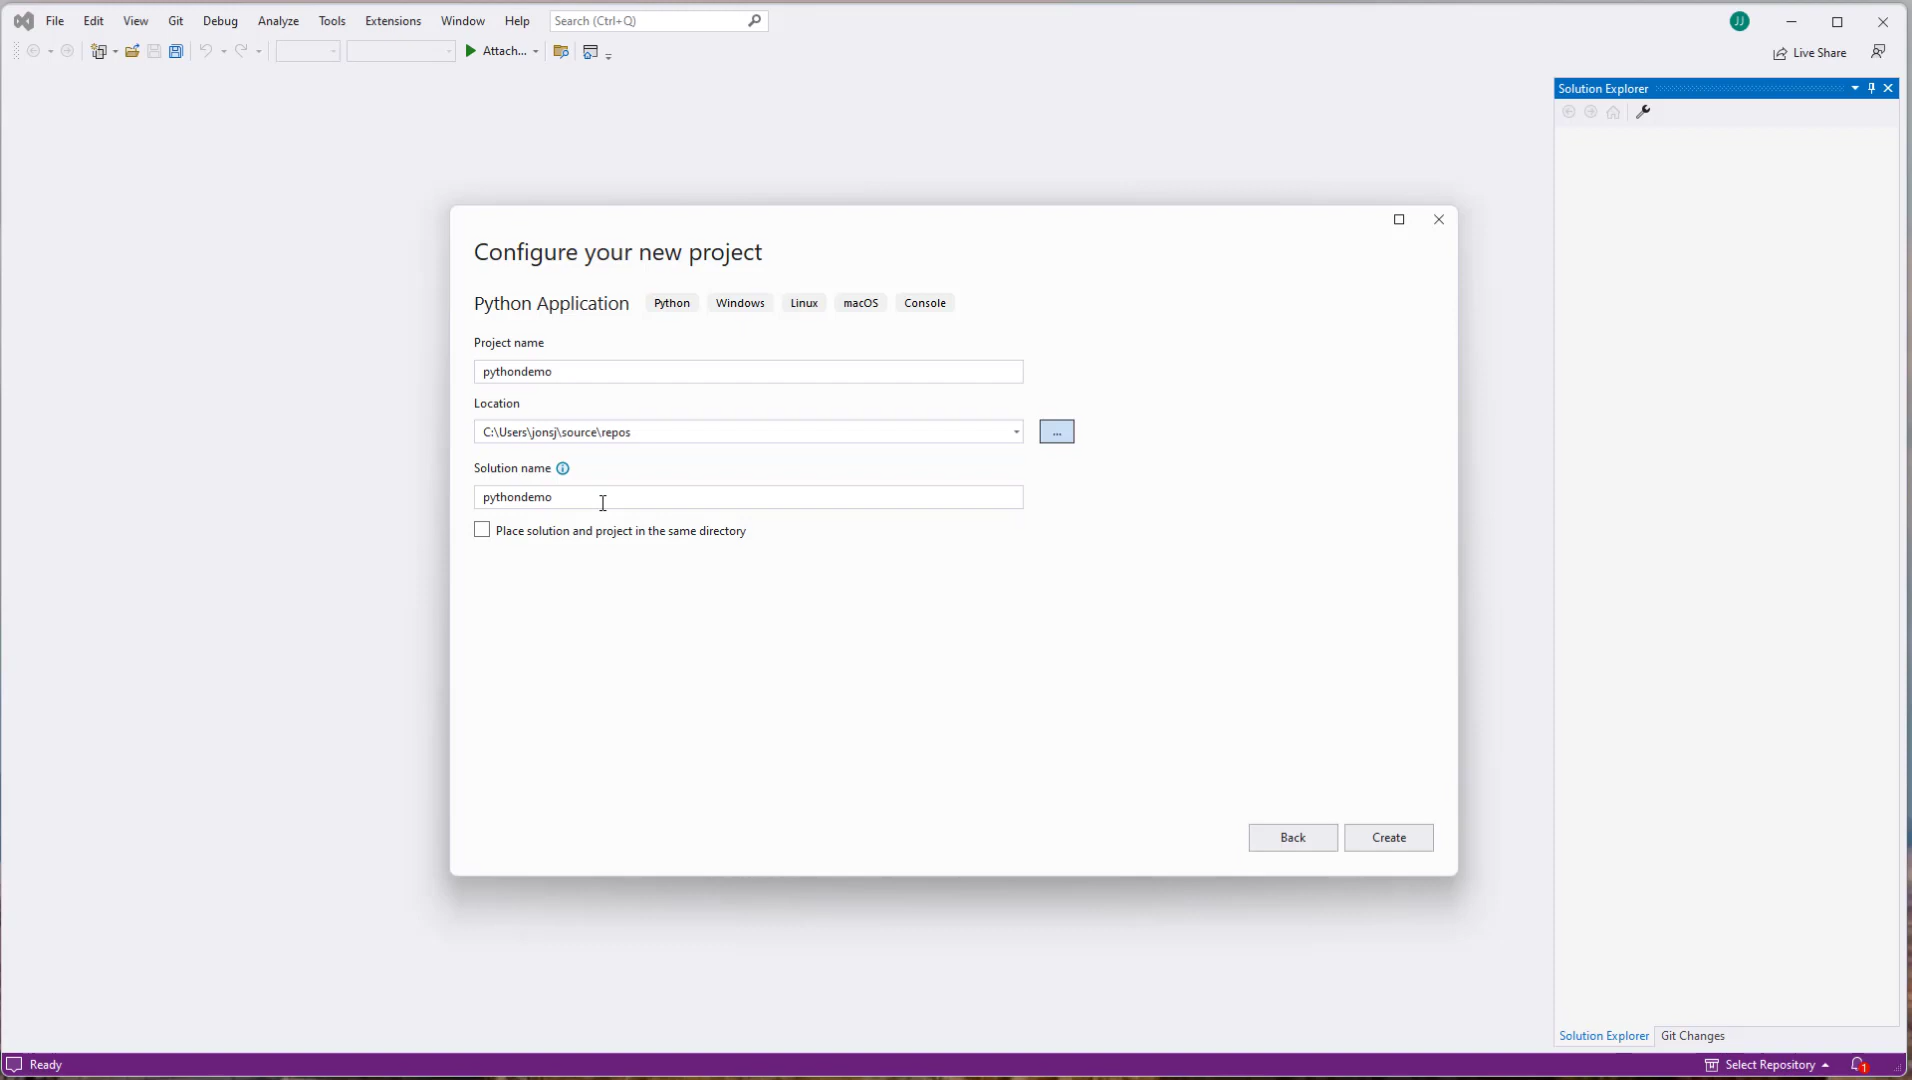 File Edit View Git Debug Analyze Tools Extensions Window Help Search (Ctrl+Q) JJ
Attach... Live Share
Solution Explorer
Configure your new project
Python Application Python Windows Linux macOS Console
Project name
pythondemo
Location
C:\Users\jonsj\source\repos ...
Solution name
pythondemo
Place solution and project in the same directory
Back Create
Solution Explorer Git Changes
Ready Select Repository 1